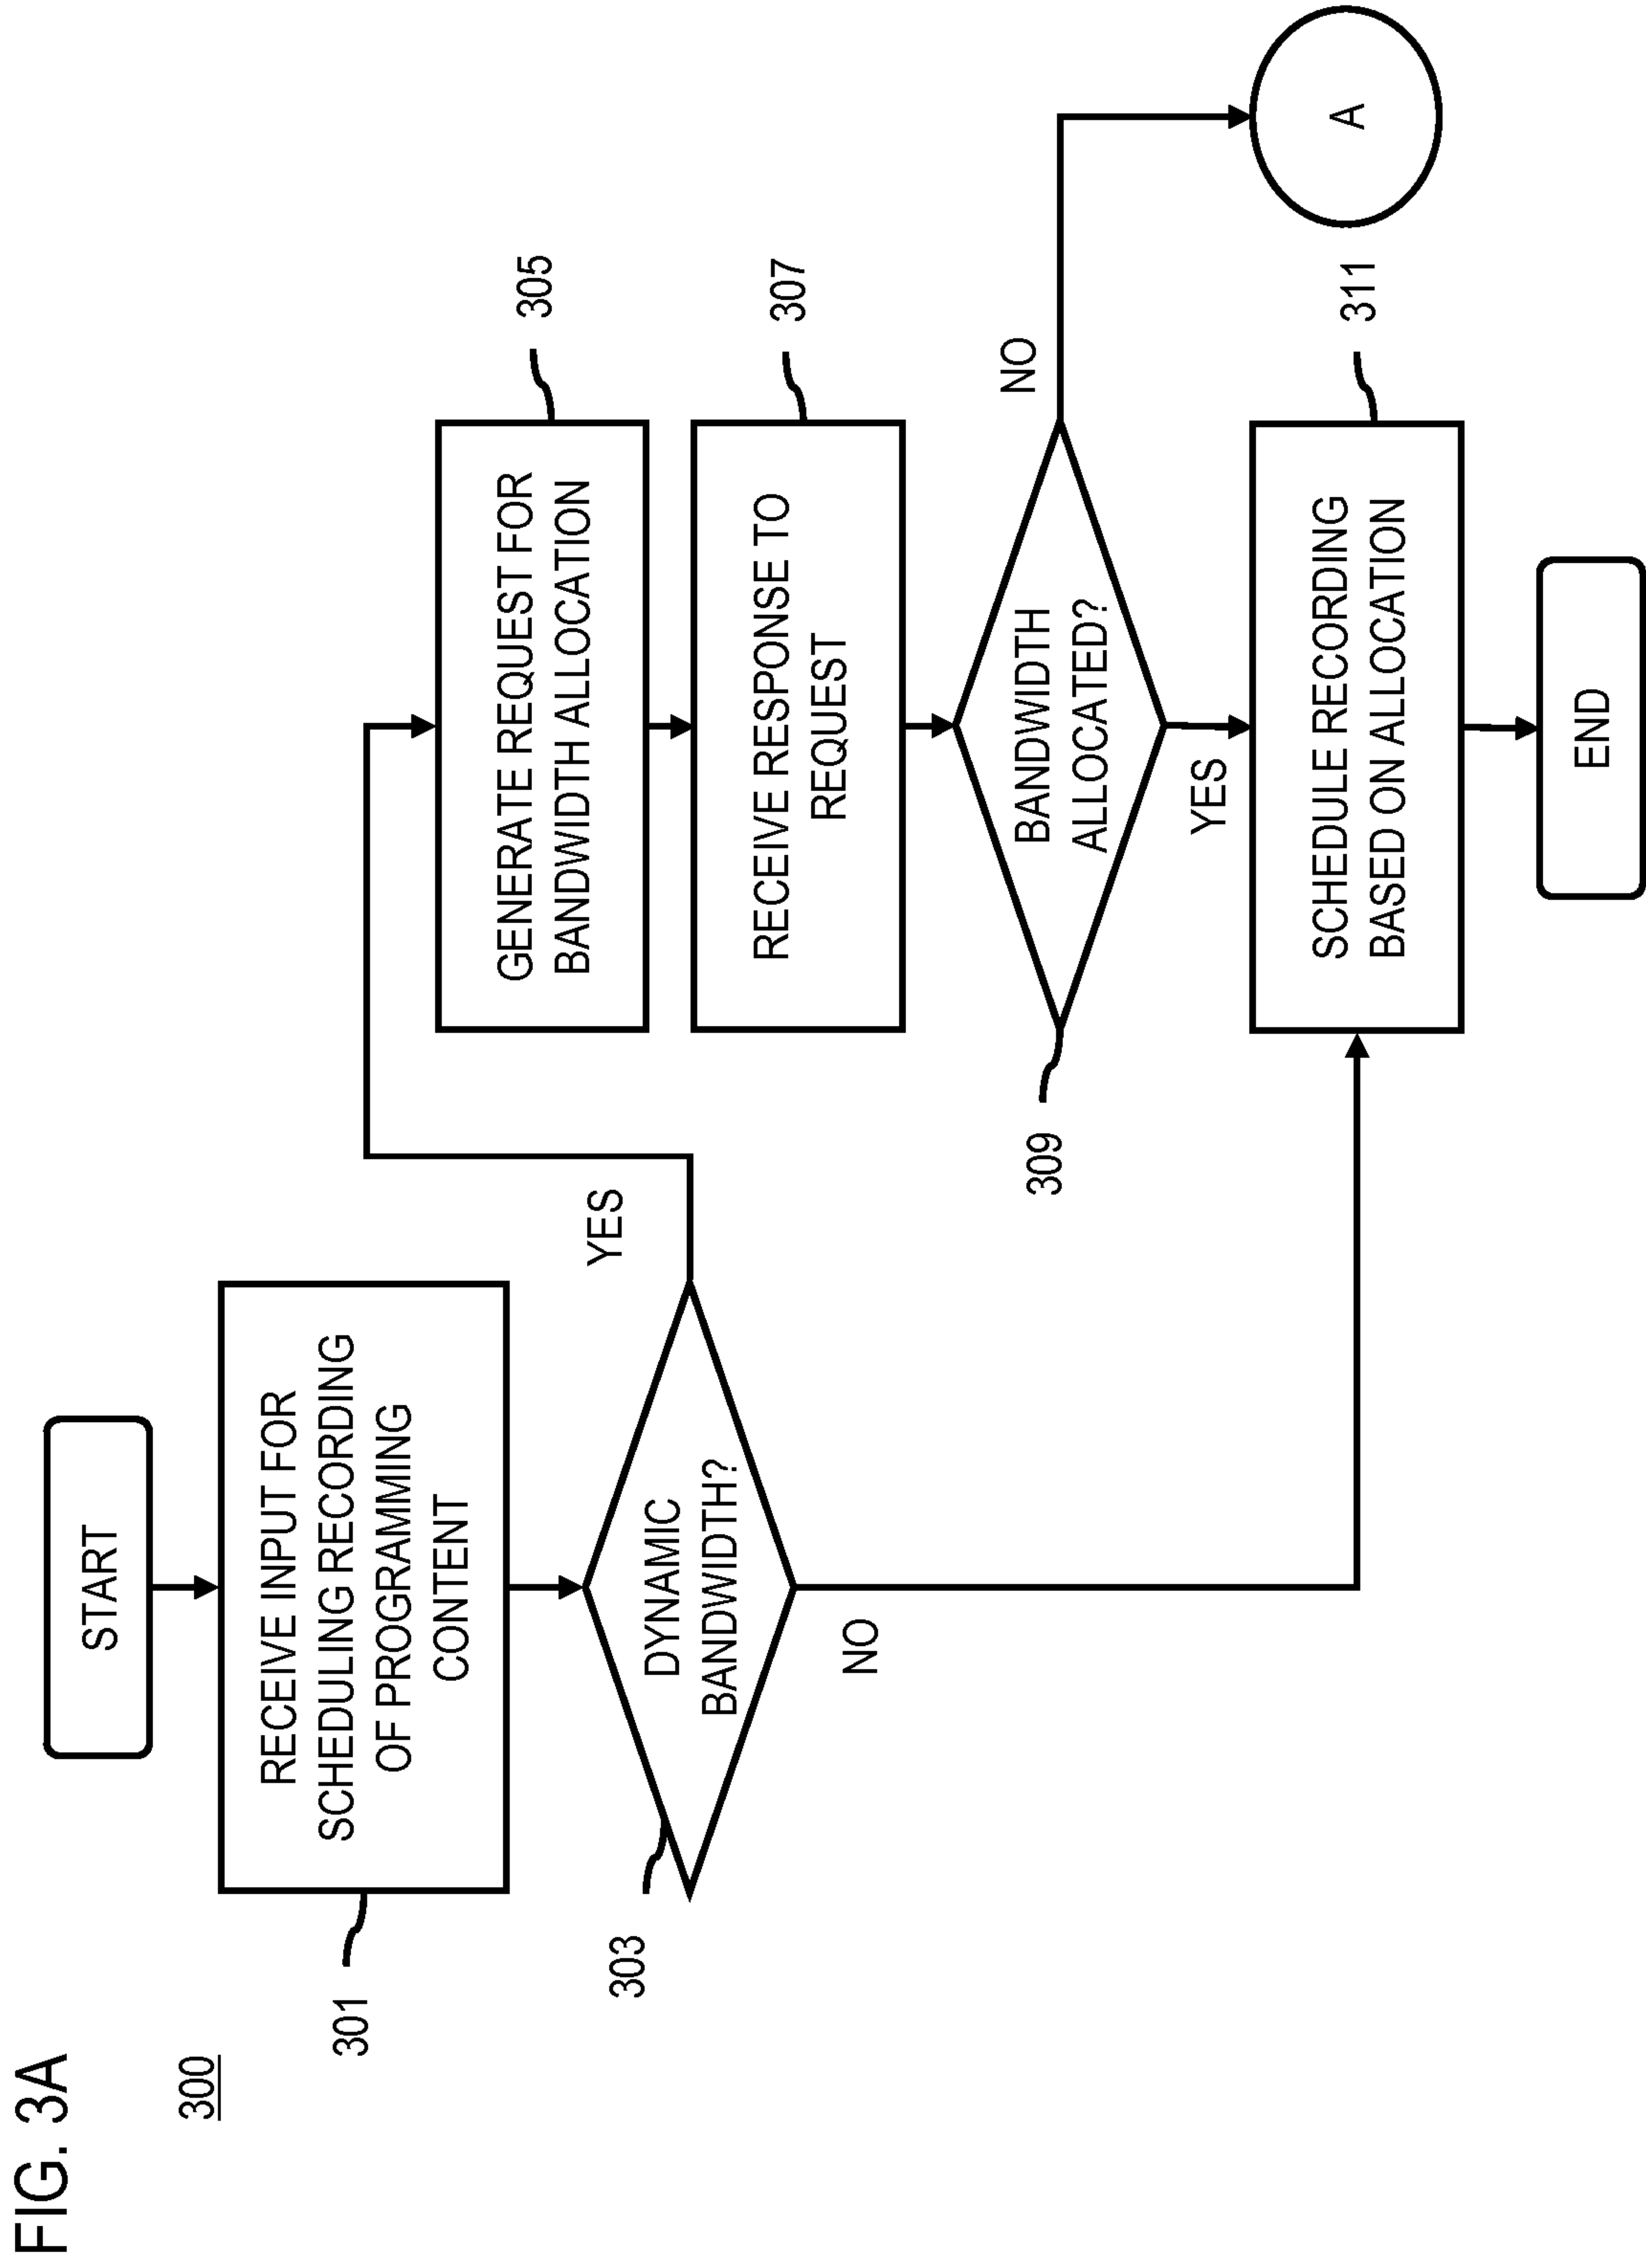 FIG. 3A
300
START
301
RECEIVE INPUT FOR
SCHEDULING RECORDING
OF PROGRAMMING
CONTENT
303
DYNAMIC
BANDWIDTH?
YES
NO
305
GENERATE REQUEST FOR
BANDWIDTH ALLOCATION
307
RECEIVE RESPONSE TO
REQUEST
309
BANDWIDTH
ALLOCATED?
NO
YES
A
311
SCHEDULE RECORDING
BASED ON ALLOCATION
END